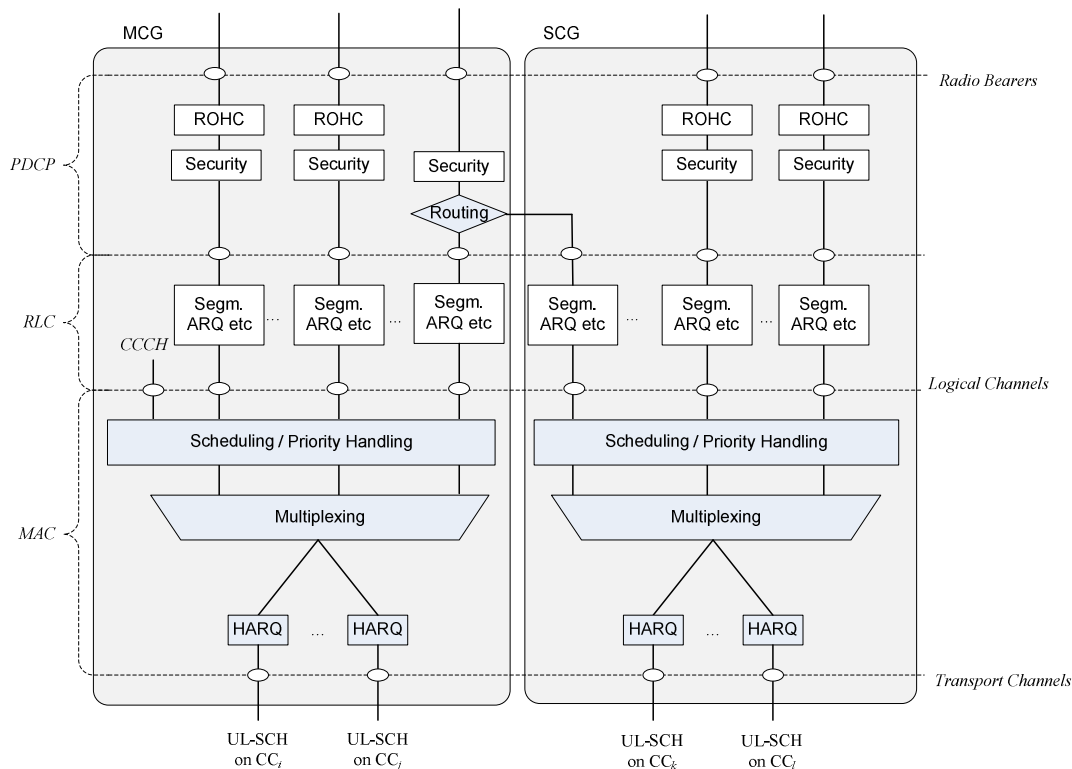 MCG
SCG
Radio Bearers
ROHC
ROHC
ROHC
ROHC
PDCP
Security
Security
Security
Security
Security
Routing
RLC
Segm.
ARQ etc
...
Segm.
ARQ etc
...
Segm.
ARQ etc
Segm.
ARQ etc
...
Segm.
ARQ etc
...
Segm.
ARQ etc
CCCH
Logical Channels
Scheduling / Priority Handling
Scheduling / Priority Handling
Multiplexing
Multiplexing
MAC
HARQ
...
HARQ
HARQ
...
HARQ
Transport Channels
UL-SCH
on CCi
UL-SCH
on CCj
UL-SCH
on CCk
UL-SCH
on CCl